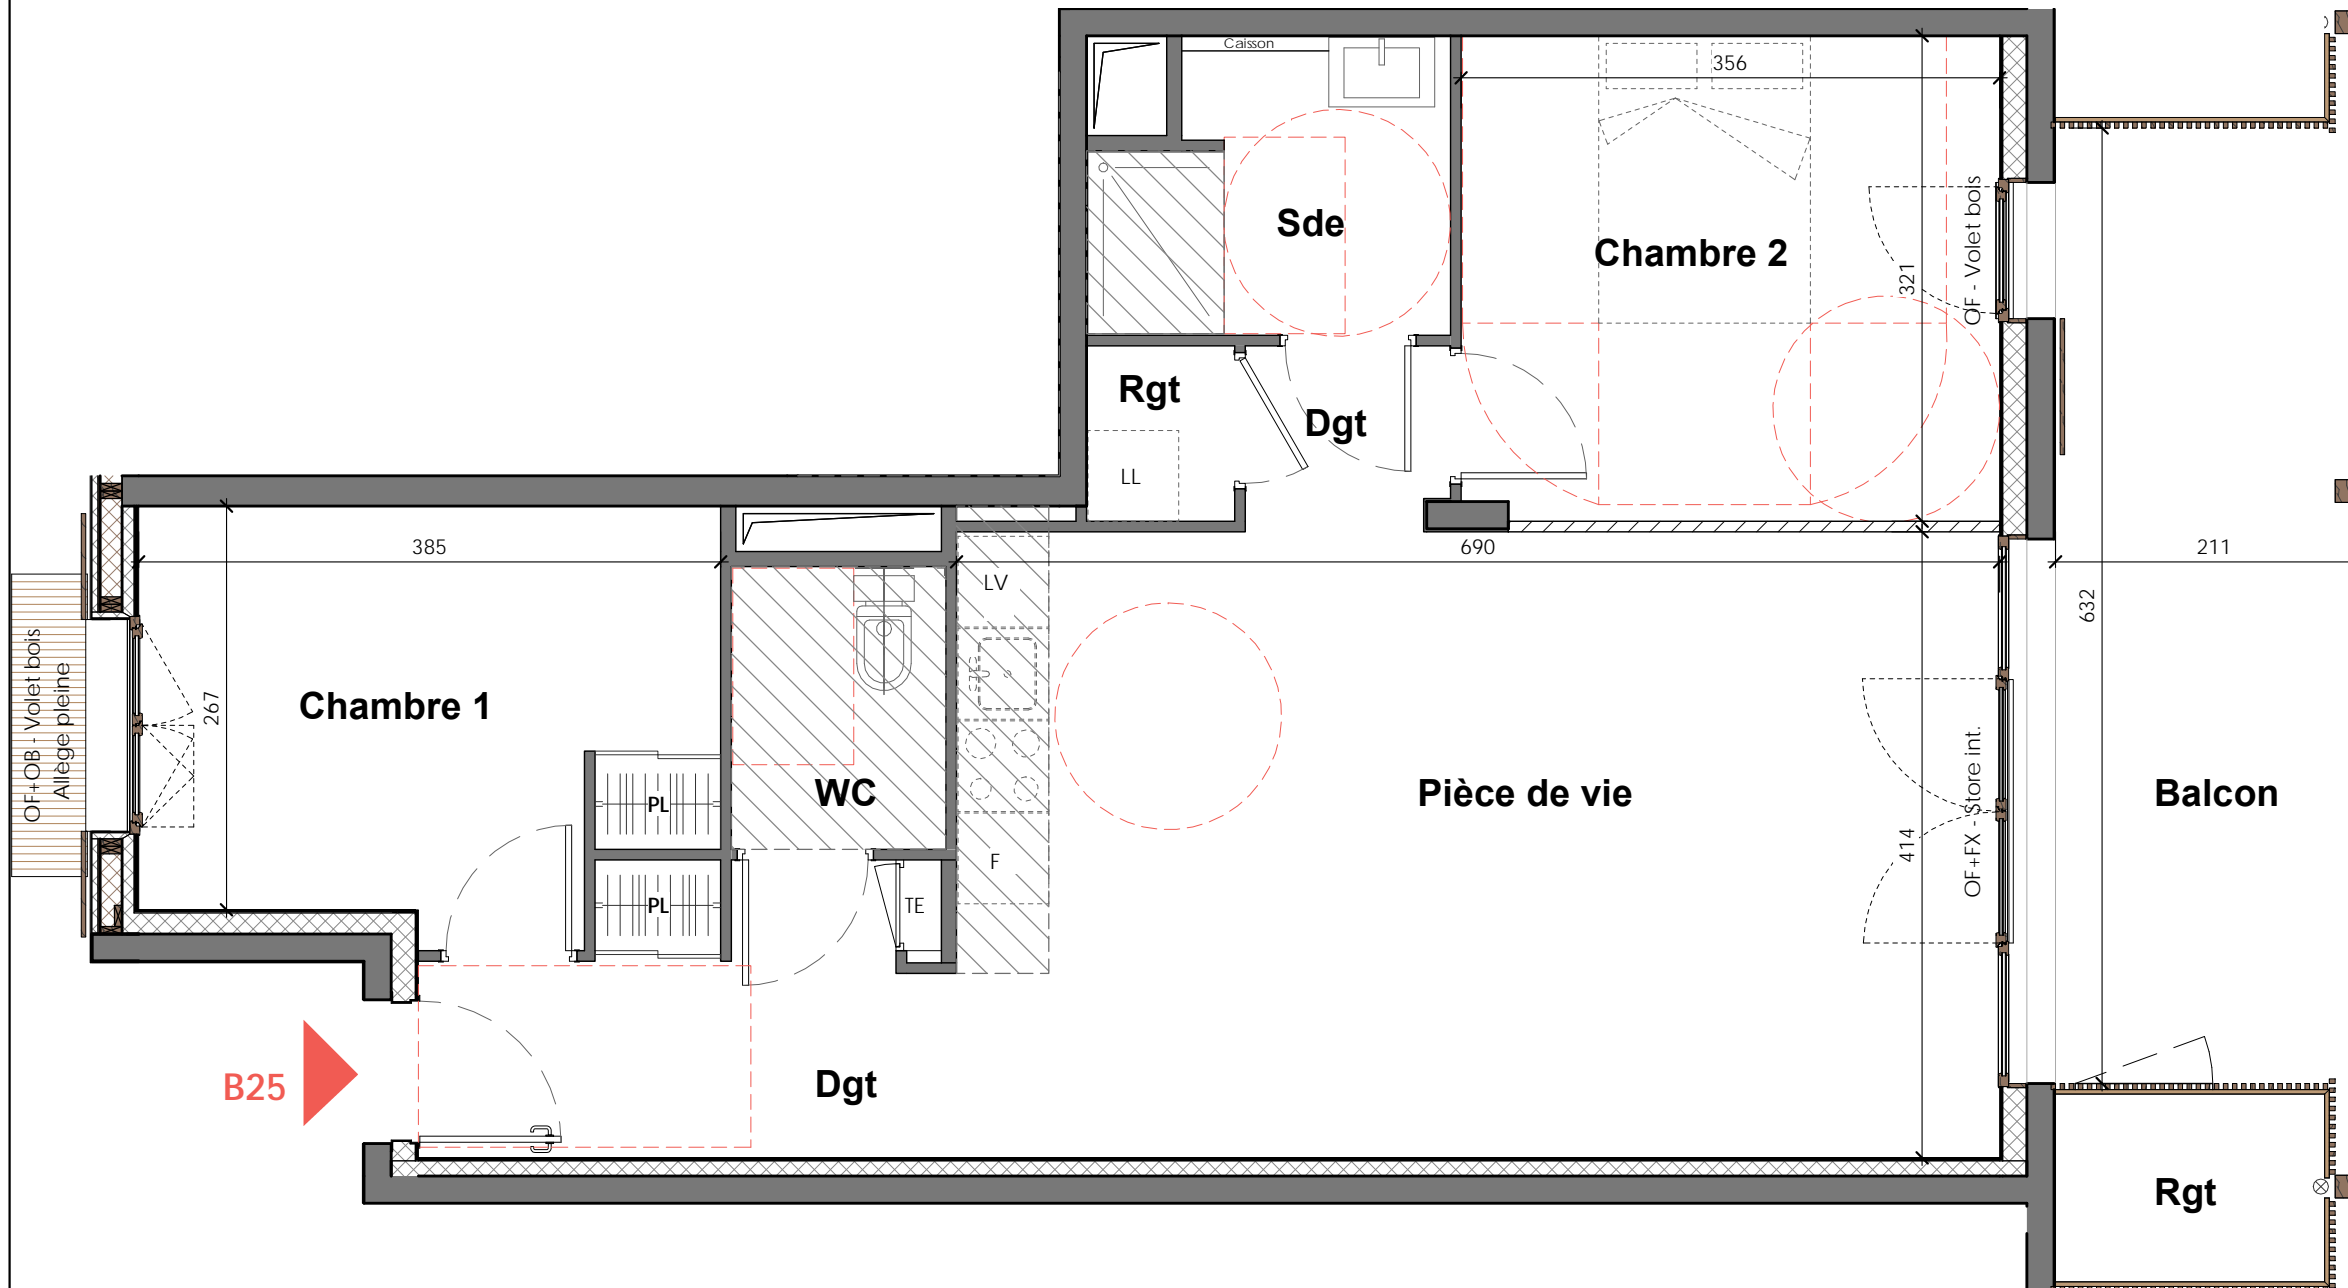 Caisson
356
Sde
Chambre 2
321
OF - Volet bois
Rgt
Dgt
LL
385
690
211
LV
632
OF+OB - Volet bois
Allège pleine
267
Chambre 1
PL
WC
Pièce de vie
OF+FX - Store int.
414
Balcon
F
PL
TE
B25
Dgt
Rgt